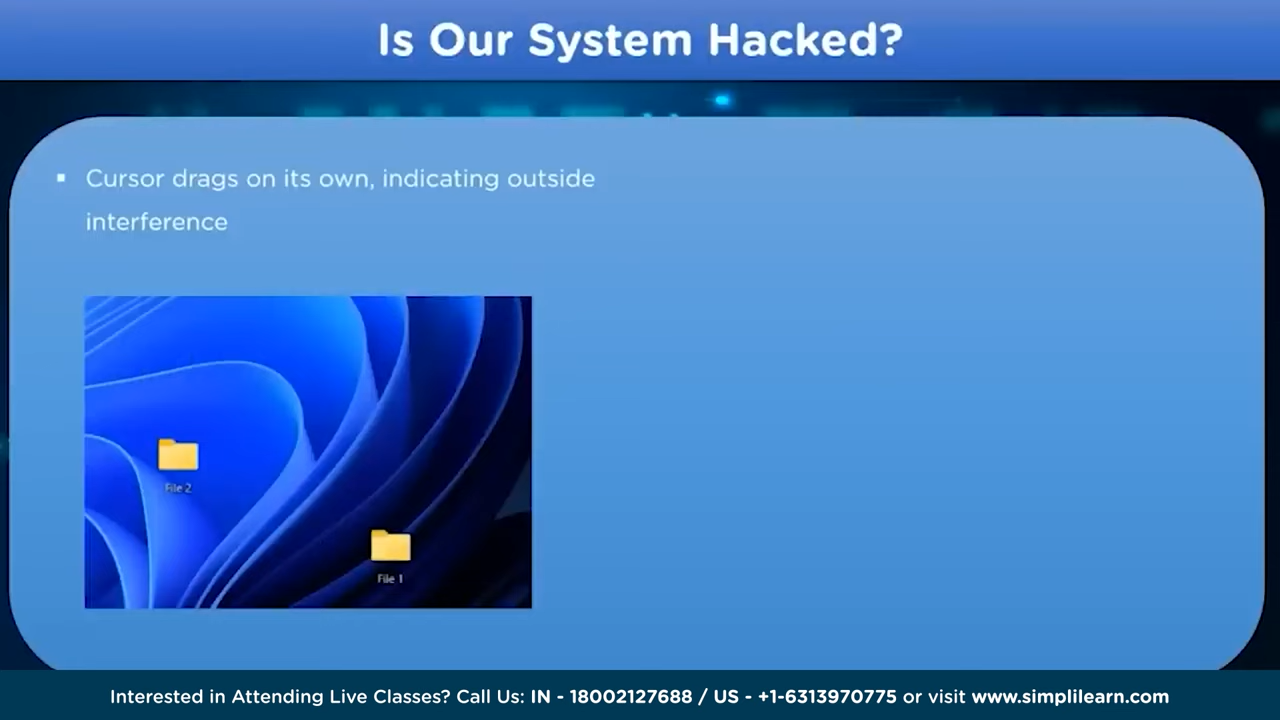 Is Our System Hacked?
▪ Cursor drags on its own, indicating outside
interference
File 2
File 1
Interested in Attending Live Classes? Call Us: IN - 18002127688 / US - +1-6313970775 or visit www.simplilearn.com